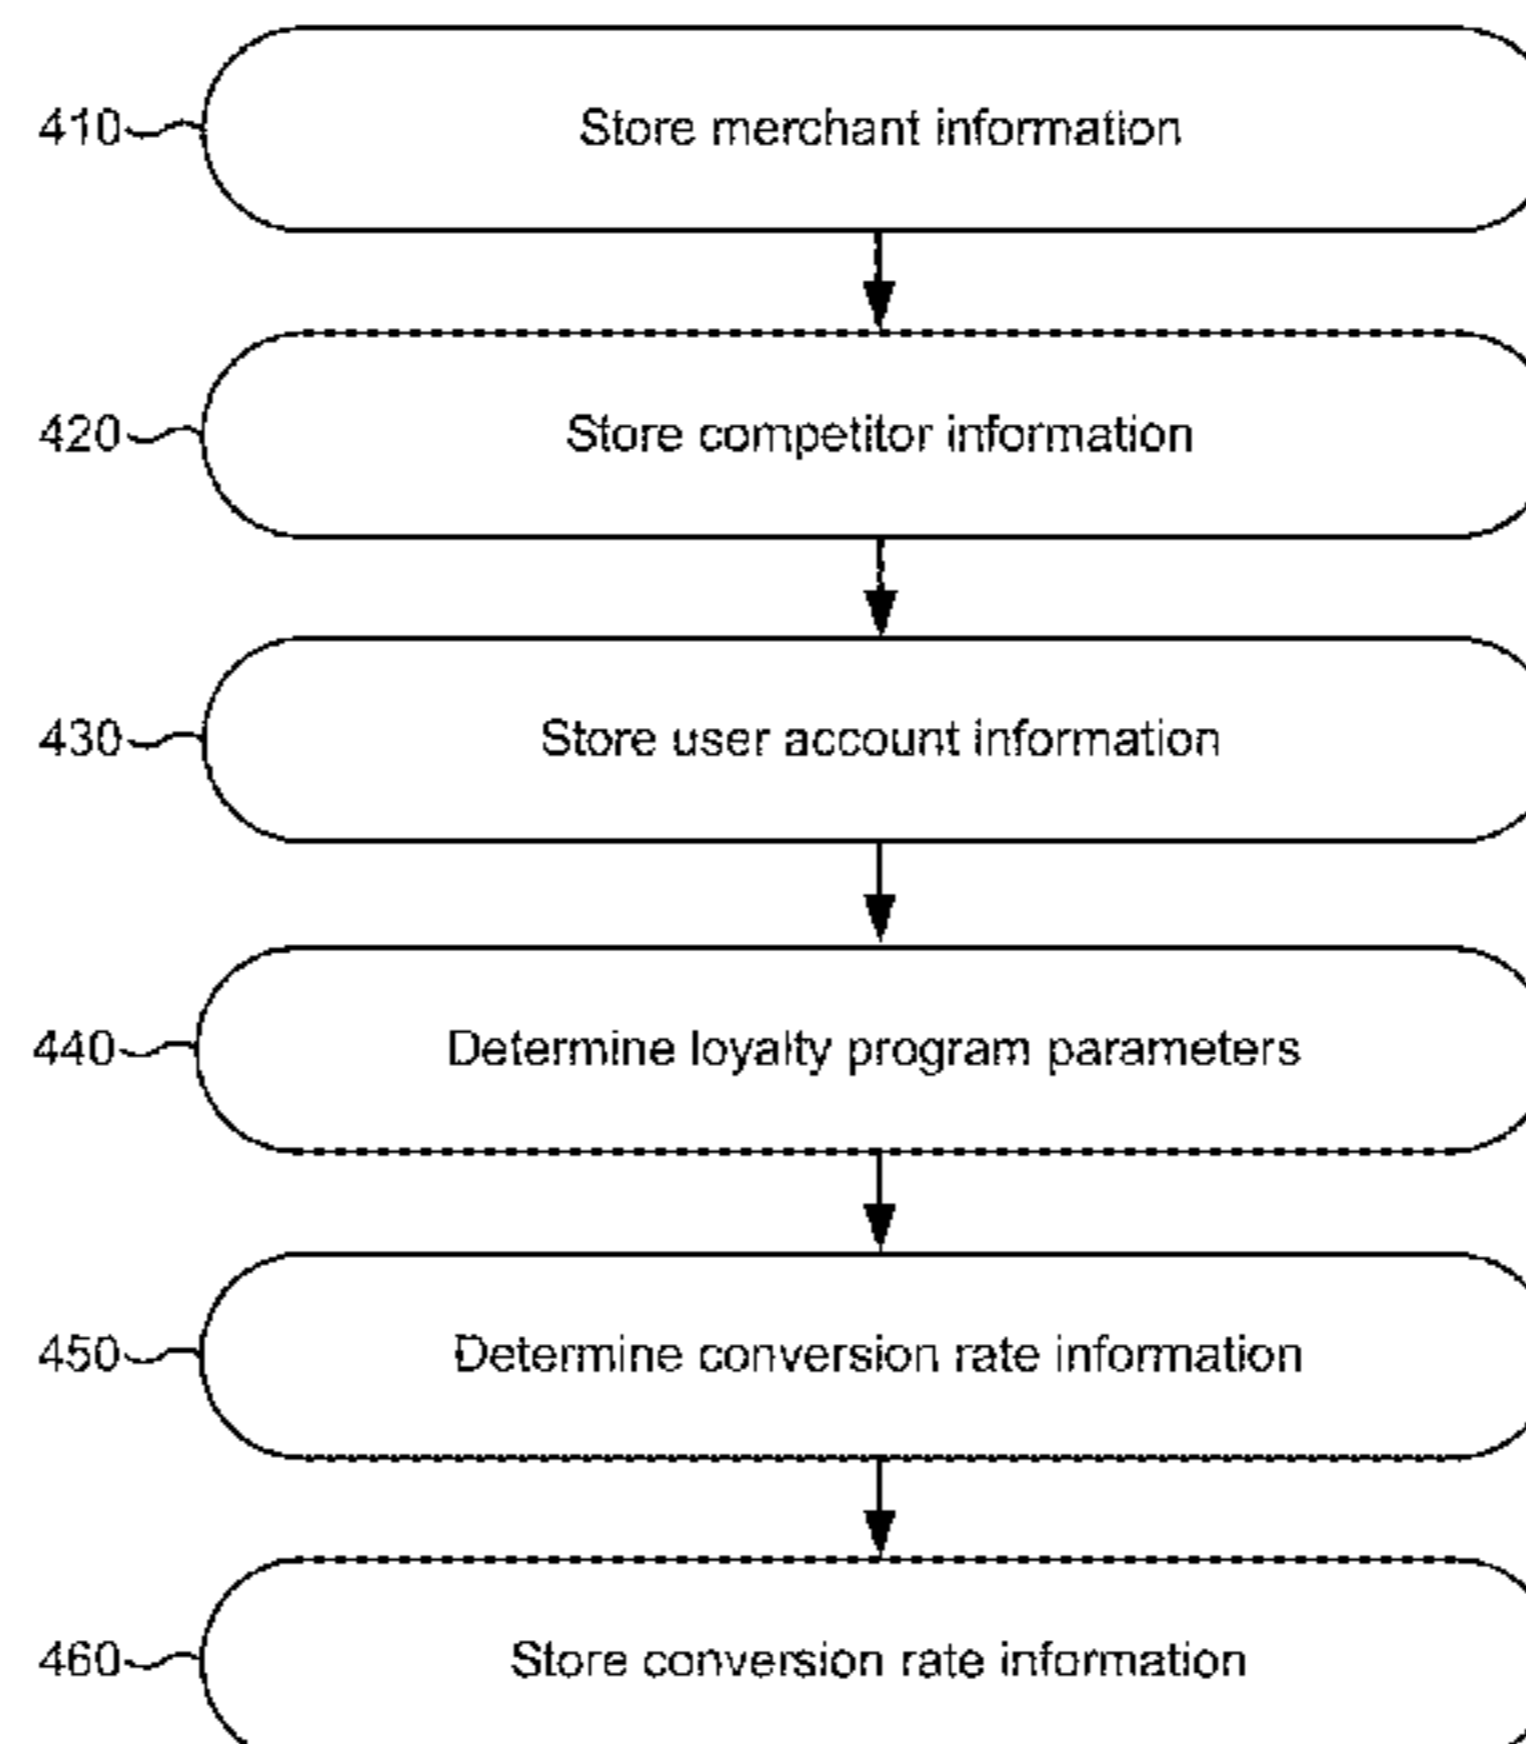 410 Store merchant information
420 Store competitor information
430 Store user account information
440 Determine loyalty program parameters
450 Determine conversion rate information
460 Store conversion rate information